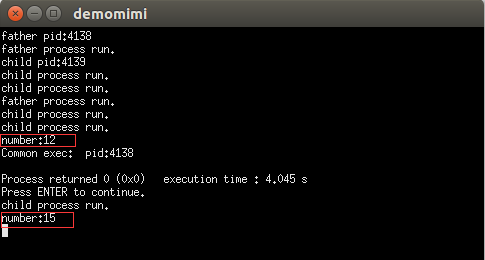 demomimi
father pid:4138
father process run.
child pid:4139
child process run.
child process run.
father process run.
child process run.
child process run.
number:12
Common exec:  pid:4138
Process returned 0 (0x0)   execution time : 4.045 s
Press ENTER to continue.
child process run.
number:15